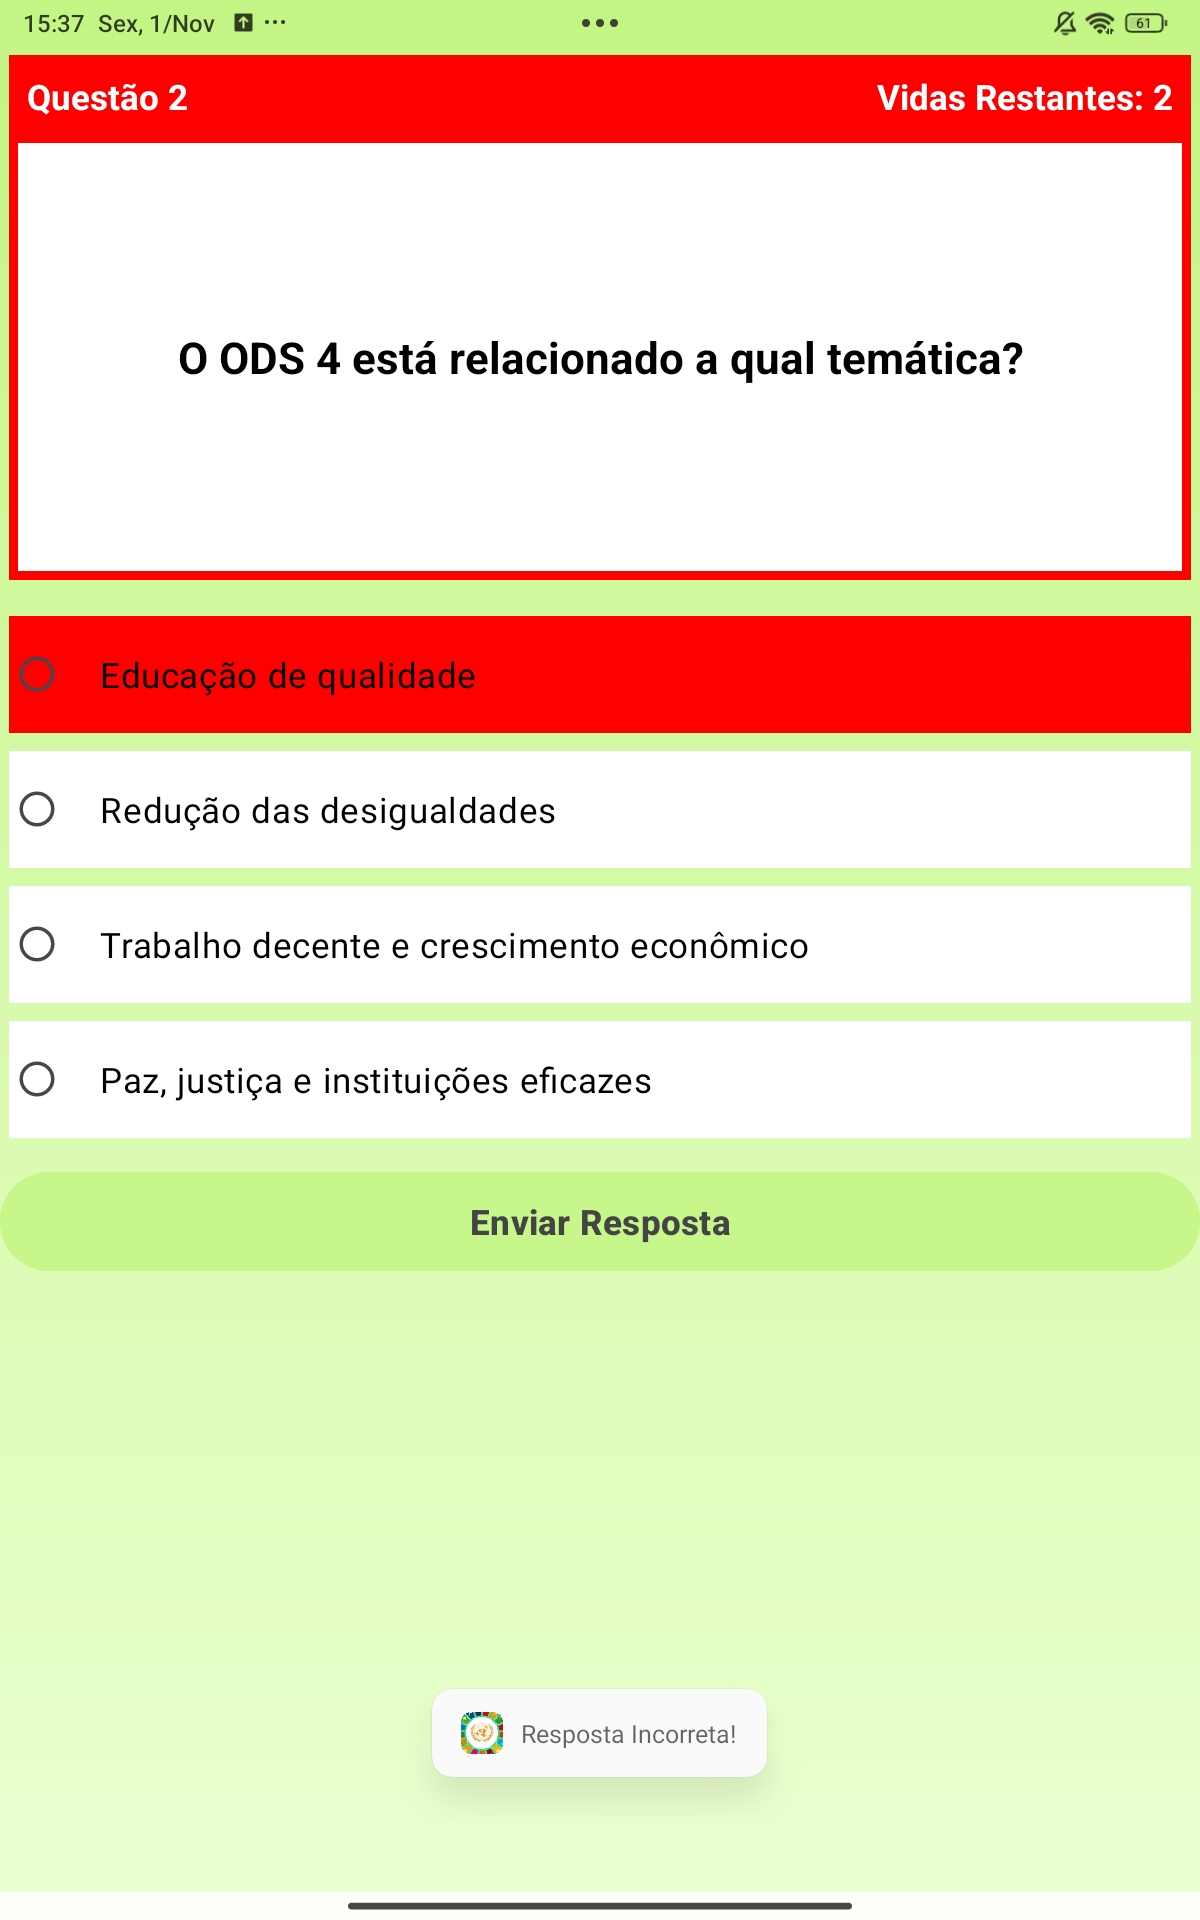 15:37 Sex, 1/Nov
61
Questão 2
Vidas Restantes: 2
O ODS 4 está relacionado a qual temática?
Educação de qualidade
Redução das desigualdades
Trabalho decente e crescimento econômico
Paz, justiça e instituições eficazes
Enviar Resposta
Resposta Incorreta!